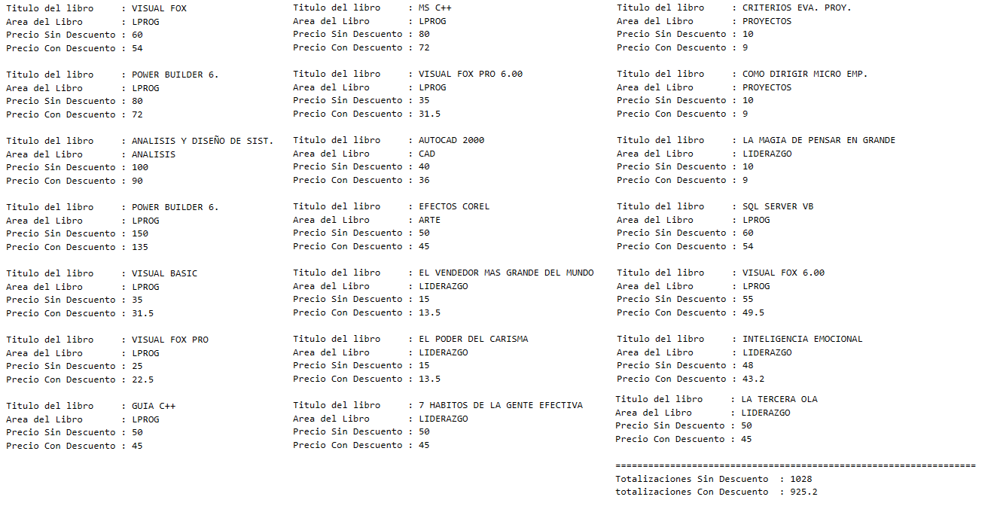 Titulo del libro     : VISUAL FOX
Area del Libro       : LPROG
Precio Sin Descuento : 60
Precio Con Descuento : 54
Titulo del libro     : POWER BUILDER 6.
Area del Libro       : LPROG
Precio Sin Descuento : 80
Precio Con Descuento : 72
Titulo del libro     : ANALISIS Y DISEÑO DE SIST.
Area del Libro       : ANALISIS
Precio Sin Descuento : 100
Precio Con Descuento : 90
Titulo del libro     : POWER BUILDER 6.
Area del Libro       : LPROG
Precio Sin Descuento : 150
Precio Con Descuento : 135
Titulo del libro     : VISUAL BASIC
Area del Libro       : LPROG
Precio Sin Descuento : 35
Precio Con Descuento : 31.5
Titulo del libro     : VISUAL FOX PRO
Area del Libro       : LPROG
Precio Sin Descuento : 25
Precio Con Descuento : 22.5
Titulo del libro     : GUIA C++
Area del Libro       : LPROG
Precio Sin Descuento : 50
Precio Con Descuento : 45
Titulo del libro     : MS C++
Area del Libro       : LPROG
Precio Sin Descuento : 80
Precio Con Descuento : 72
Titulo del libro     : VISUAL FOX PRO 6.00
Area del Libro       : LPROG
Precio Sin Descuento : 35
Precio Con Descuento : 31.5
Titulo del libro     : AUTOCAD 2000
Area del Libro       : CAD
Precio Sin Descuento : 40
Precio Con Descuento : 36
Titulo del libro     : EFECTOS COREL
Area del Libro       : ARTE
Precio Sin Descuento : 50
Precio Con Descuento : 45
Titulo del libro     : EL VENDEDOR MAS GRANDE DEL MUNDO
Area del Libro       : LIDERAZGO
Precio Sin Descuento : 15
Precio Con Descuento : 13.5
Titulo del libro     : EL PODER DEL CARISMA
Area del Libro       : LIDERAZGO
Precio Sin Descuento : 15
Precio Con Descuento : 13.5
Titulo del libro     : 7 HABITOS DE LA GENTE EFECTIVA
Area del Libro       : LIDERAZGO
Precio Sin Descuento : 50
Precio Con Descuento : 45
Titulo del libro     : CRITERIOS EVA. PROY.
Area del Libro       : PROYECTOS
Precio Sin Descuento : 10
Precio Con Descuento : 9
Titulo del libro     : COMO DIRIGIR MICRO EMP.
Area del Libro       : PROYECTOS
Precio Sin Descuento : 10
Precio Con Descuento : 9
Titulo del libro     : LA MAGIA DE PENSAR EN GRANDE
Area del Libro       : LIDERAZGO
Precio Sin Descuento : 10
Precio Con Descuento : 9
Titulo del libro     : SQL SERVER VB
Area del Libro       : LPROG
Precio Sin Descuento : 60
Precio Con Descuento : 54
Titulo del libro     : VISUAL FOX 6.00
Area del Libro       : LPROG
Precio Sin Descuento : 55
Precio Con Descuento : 49.5
Titulo del libro     : INTELIGENCIA EMOCIONAL
Area del Libro       : LIDERAZGO
Precio Sin Descuento : 48
Precio Con Descuento : 43.2
Titulo del libro     : LA TERCERA OLA
Area del Libro       : LIDERAZGO
Precio Sin Descuento : 50
Precio Con Descuento : 45
==================================================================
Totalizaciones Sin Descuento  : 1028
totalizaciones Con Descuento  : 925.2